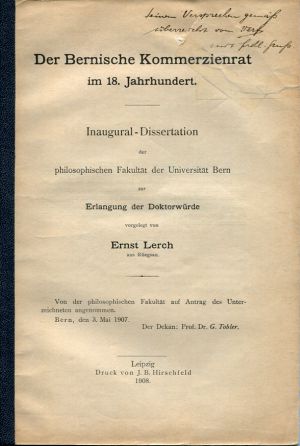 seinem Versprechen gemäß
überreicht vom Verf.
Der Bernische Kommerzienrat
im 18. Jahrhundert.
Inaugural-Dissertation
der
philosophischen Fakultät der Universität Bern
zur
Erlangung der Doktorwürde
vorgelegt von
Ernst Lerch
aus Rüegsau.
Von der philosophischen Fakultät auf Antrag des Unter-
zeichneten angenommen.
Bern, den 3. Mai 1907.
Der Dekan: Prof. Dr. G. Tobler.
Leipzig
Druck von J. B. Hirschfeld
1908.